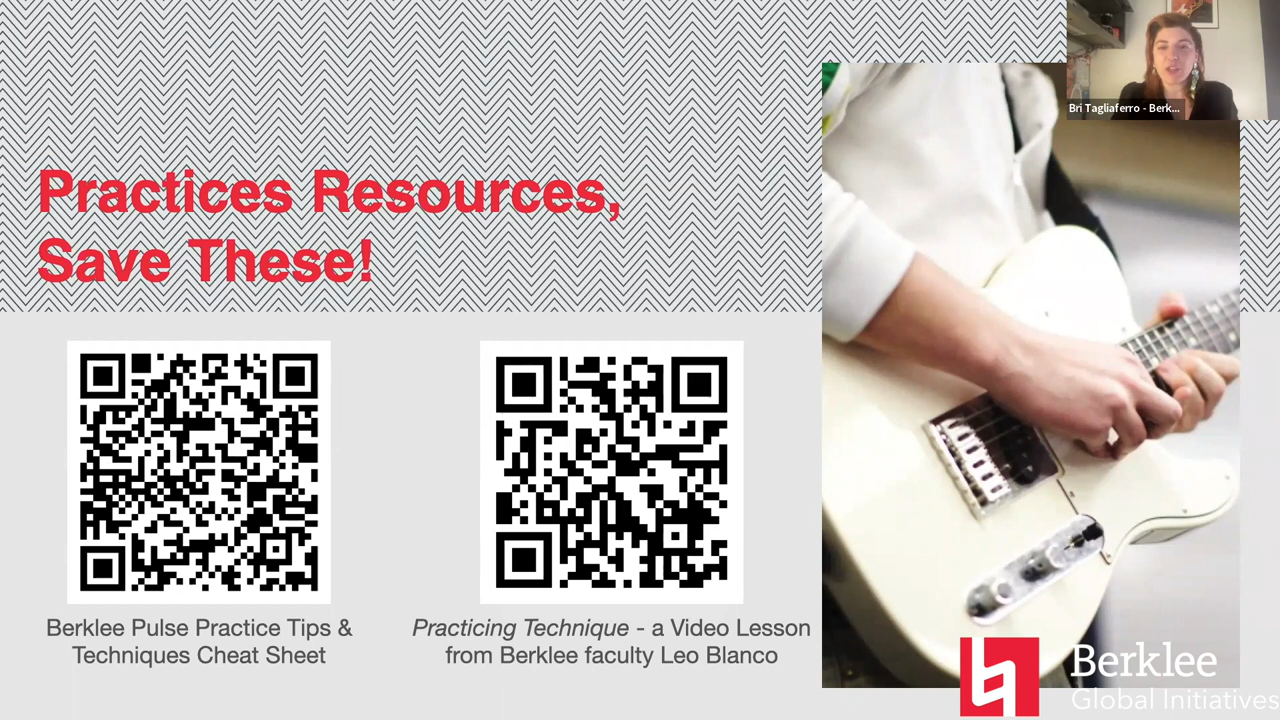 Bri Tagliaferro - Berk...
Practices Resources,
Save These!
Berklee Pulse Practice Tips &
Techniques Cheat Sheet
Practicing Technique - a Video Lesson
from Berklee faculty Leo Blanco
Berklee
Global Initiatives